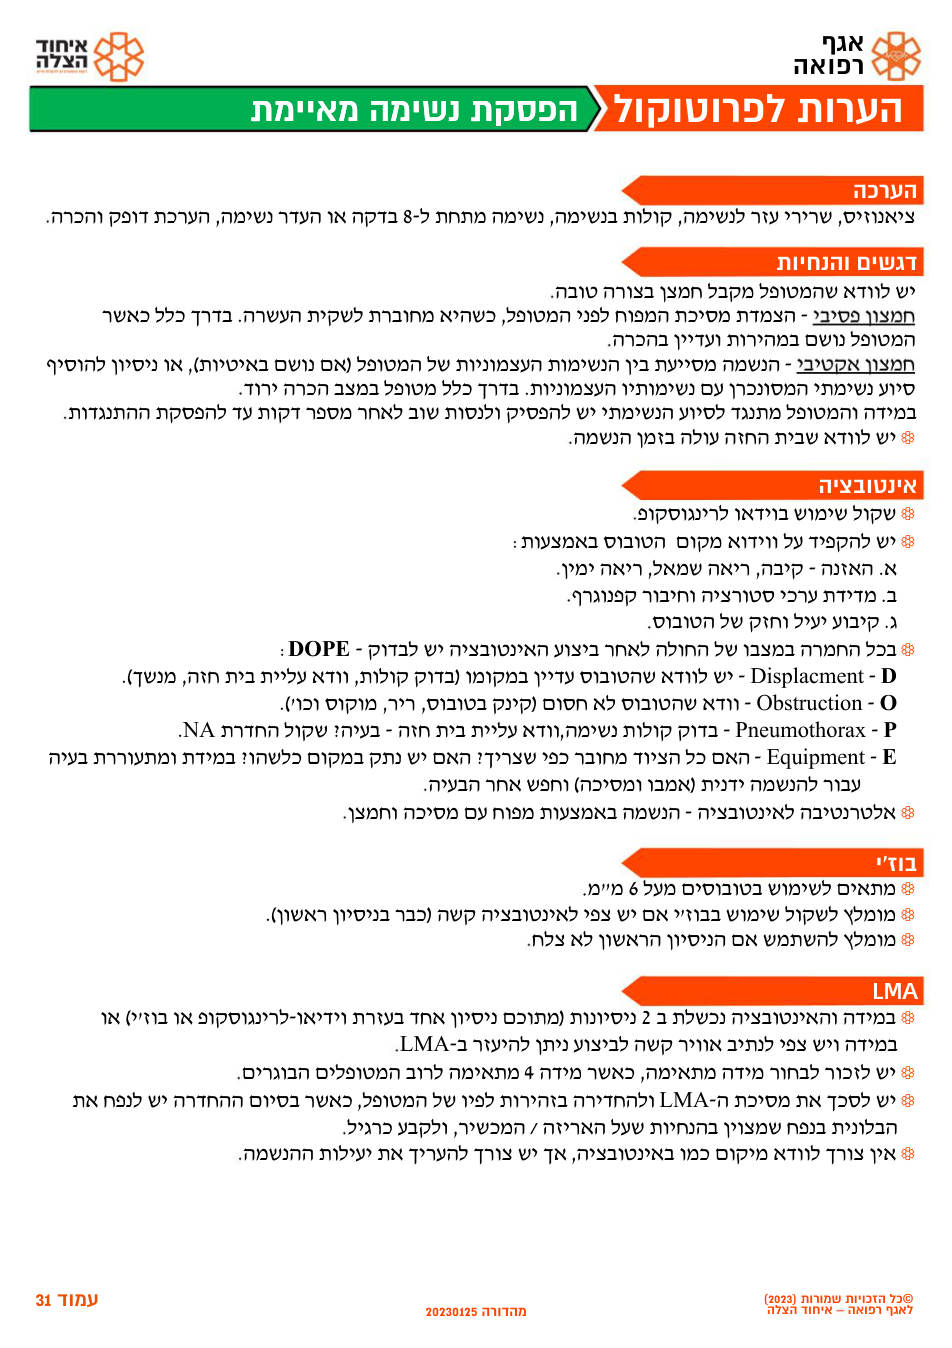 אגף
רפואה
איחוד
הצלה
הערות לפרוטוקול
הפסקת נשימה מאיימת
הערכה
ציאנוזיס, שרירי עזר לנשימה, קולות בנשימה, נשימה מתחת ל-8 בדקה או העדר נשימה, הערכת דופק והכרה.
דגשים והנחיות
יש לוודא שהמטופל מקבל חמצן בצורה טובה.
חמצון פסיבי - הצמדת מסיכת המפוח לפני המטופל, כשהיא מחוברת לשקית העשרה. בדרך כלל כאשר
המטופל נושם במהירות ועדיין בהכרה.
חמצון אקטיבי - הנשמה מסייעת בין הנשימות העצמוניות של המטופל (אם נושם באיטיות), או ניסיון להוסיף
סיוע נשימתי המסונכרן עם נשימותיו העצמוניות. בדרך כלל מטופל במצב הכרה ירוד.
במידה והמטופל מתנגד לסיוע הנשימתי יש להפסיק ולנסות שוב לאחר מספר דקות עד להפסקת ההתנגדות.
יש לוודא שבית החזה עולה בזמן הנשמה.
אינטובציה
שקול שימוש בוידאו לרינגוסקופ.
יש להקפיד על ווידוא מקום הטובוס באמצעות:
א. האזנה - קיבה, ריאה שמאל, ריאה ימין.
ב. מדידת ערכי סטורציה וחיבור קפנוגרף.
ג. קיבוע יעיל וחזק של הטובוס.
בכל החמרה במצבו של החולה לאחר ביצוע האינטובציה יש לבדוק - DOPE:
D - Displacment - יש לוודא שהטובוס עדיין במקומו (בדוק קולות, וודא עליית בית חזה, מנשך).
O - Obstruction - וודא שהטובוס לא חסום (קינק בטובוס, ריר, מוקוס וכו').
P - Pneumothorax - בדוק קולות נשימה,וודא עליית בית חזה - בעיה? שקול החדרת NA.
E - Equipment - האם כל הציוד מחובר כפי שצריך? האם יש נתק במקום כלשהו? במידת ומתעוררת בעיה
עבור להנשמה ידנית (אמבו ומסיכה) וחפש אחר הבעיה.
אלטרנטיבה לאינטובציה - הנשמה באמצעות מפוח עם מסיכה וחמצן.
בוז'י
מתאים לשימוש בטובוסים מעל 6 מ"מ.
מומלץ לשקול שימוש בבוז'י אם יש צפי לאינטובציה קשה (כבר בניסיון ראשון).
מומלץ להשתמש אם הניסיון הראשון לא צלח.
LMA
במידה והאינטובציה נכשלת ב 2 ניסיונות (מתוכם ניסיון אחד בעזרת וידיאו-לרינגוסקופ או בוז'י) או
במידה ויש צפי לנתיב אוויר קשה לביצוע ניתן להיעזר ב-LMA.
יש לזכור לבחור מידה מתאימה, כאשר מידה 4 מתאימה לרוב המטופלים הבוגרים.
יש לסכך את מסיכת ה-LMA ולהחדירה בזהירות לפיו של המטופל, כאשר בסיום ההחדרה יש לנפח את
הבלונית בנפח שמצוין בהנחיות שעל האריזה / המכשיר, ולקבע כרגיל.
אין צורך לוודא מיקום כמו באינטובציה, אך יש צורך להעריך את יעילות ההנשמה.
©כל הזכויות שמורות (2023)
לאגף רפואה – איחוד הצלה
מהדורה 20230125
עמוד 31